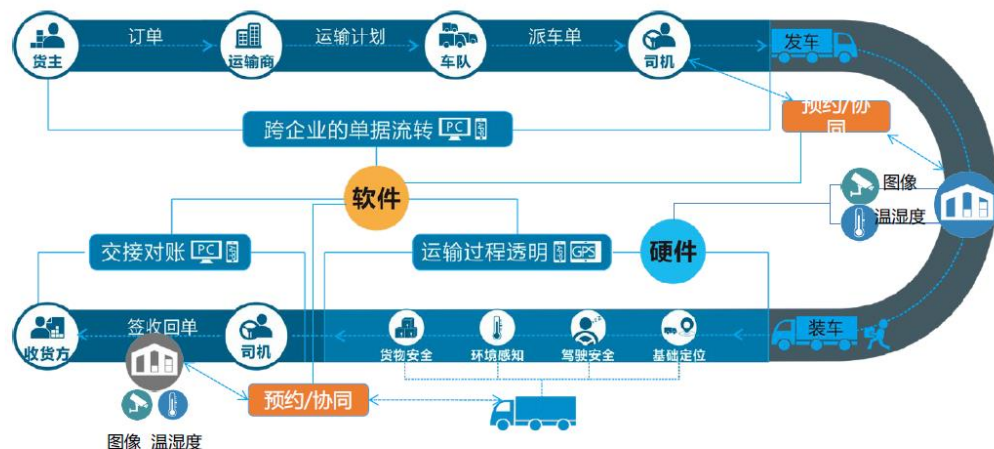 订单
运输计划
派车单
发车
货主
运输商
车队
司机
预约/协
同
跨企业的单据流转 PC APP
图像
软件
温湿度
交接对账 PC APP
运输过程透明 APP GPS
硬件
签收回单
装车
收货方
司机
货物安全
环境感知
驾驶安全
基础定位
预约/协同
图像 温湿度